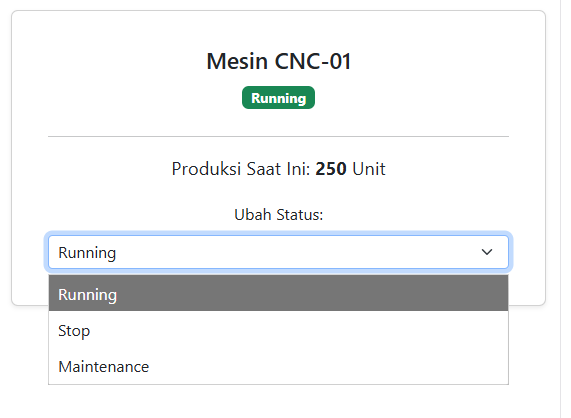 Mesin CNC-01
Running
Produksi Saat Ini: 250 Unit
Ubah Status:
Running
Running
Stop
Maintenance